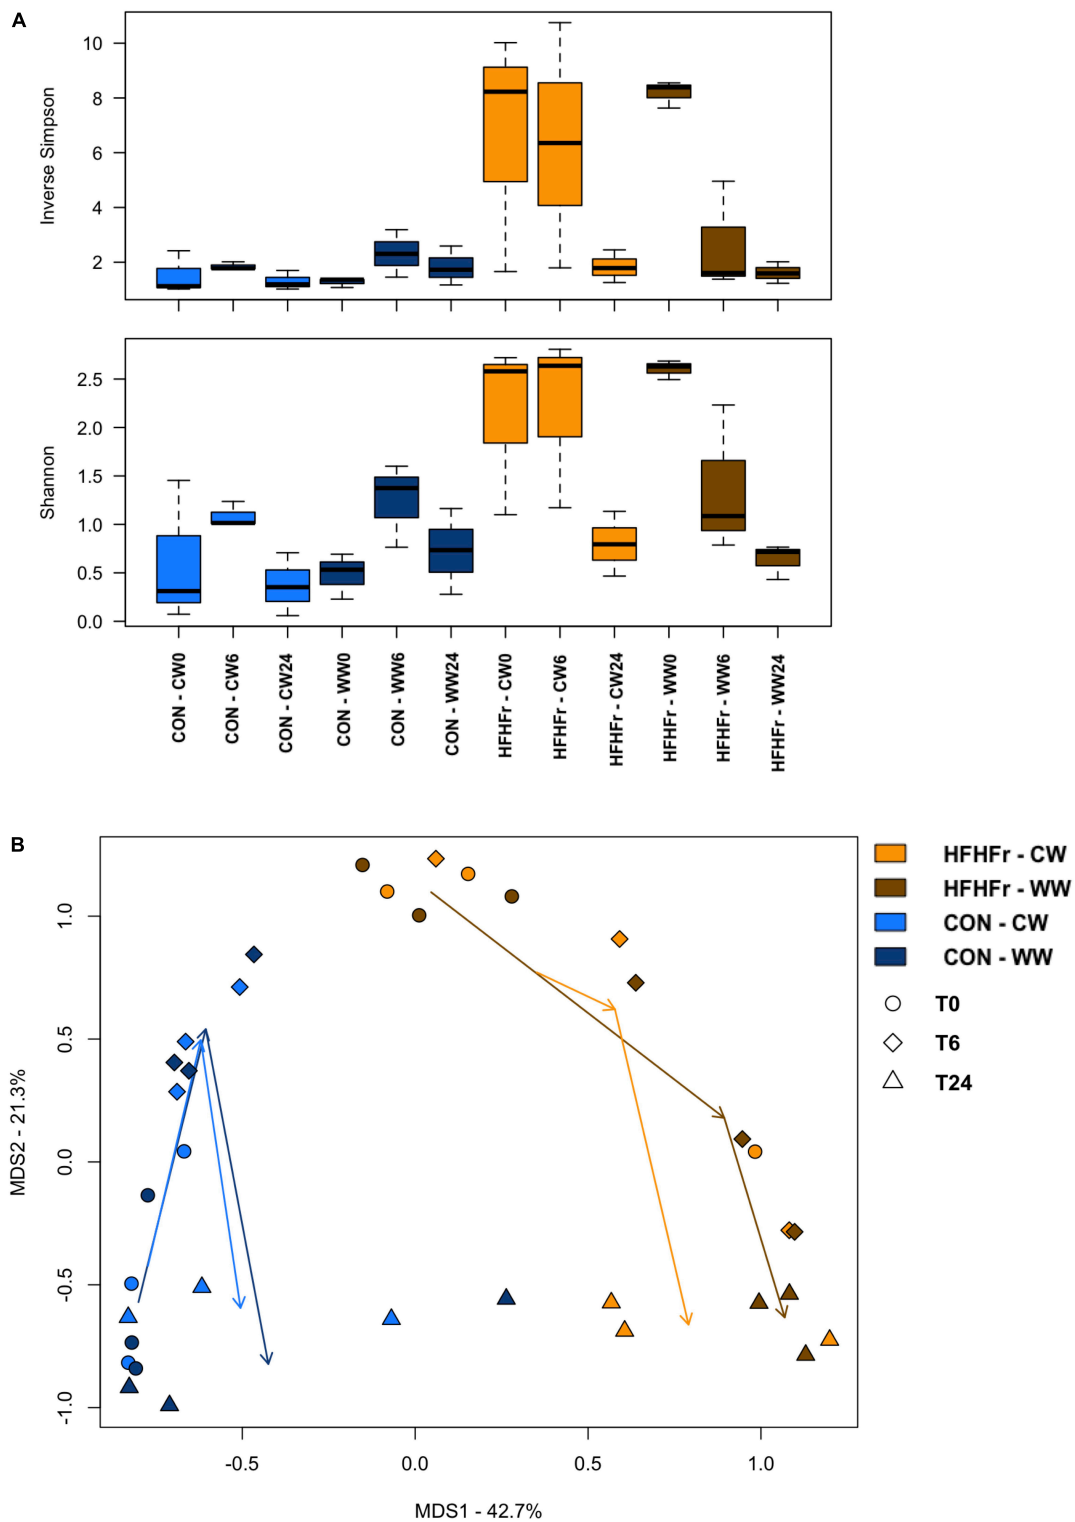 A
Inverse Simpson
10
8
6
4
2
Shannon
2.5
2.0
1.5
1.0
0.5
0.0
CON - CW0
CON - CW6
CON - CW24
CON - WW0
CON - WW6
CON - WW24
HFHFr - CW0
HFHFr - CW6
HFHFr - CW24
HFHFr - WW0
HFHFr - WW6
HFHFr - WW24
B
MDS2 - 21.3%
1.0
0.5
0.0
-0.5
-1.0
-0.5
0.0
0.5
1.0
MDS1 - 42.7%
HFHFr - CW
HFHFr - WW
CON - CW
CON - WW
T0
T6
T24